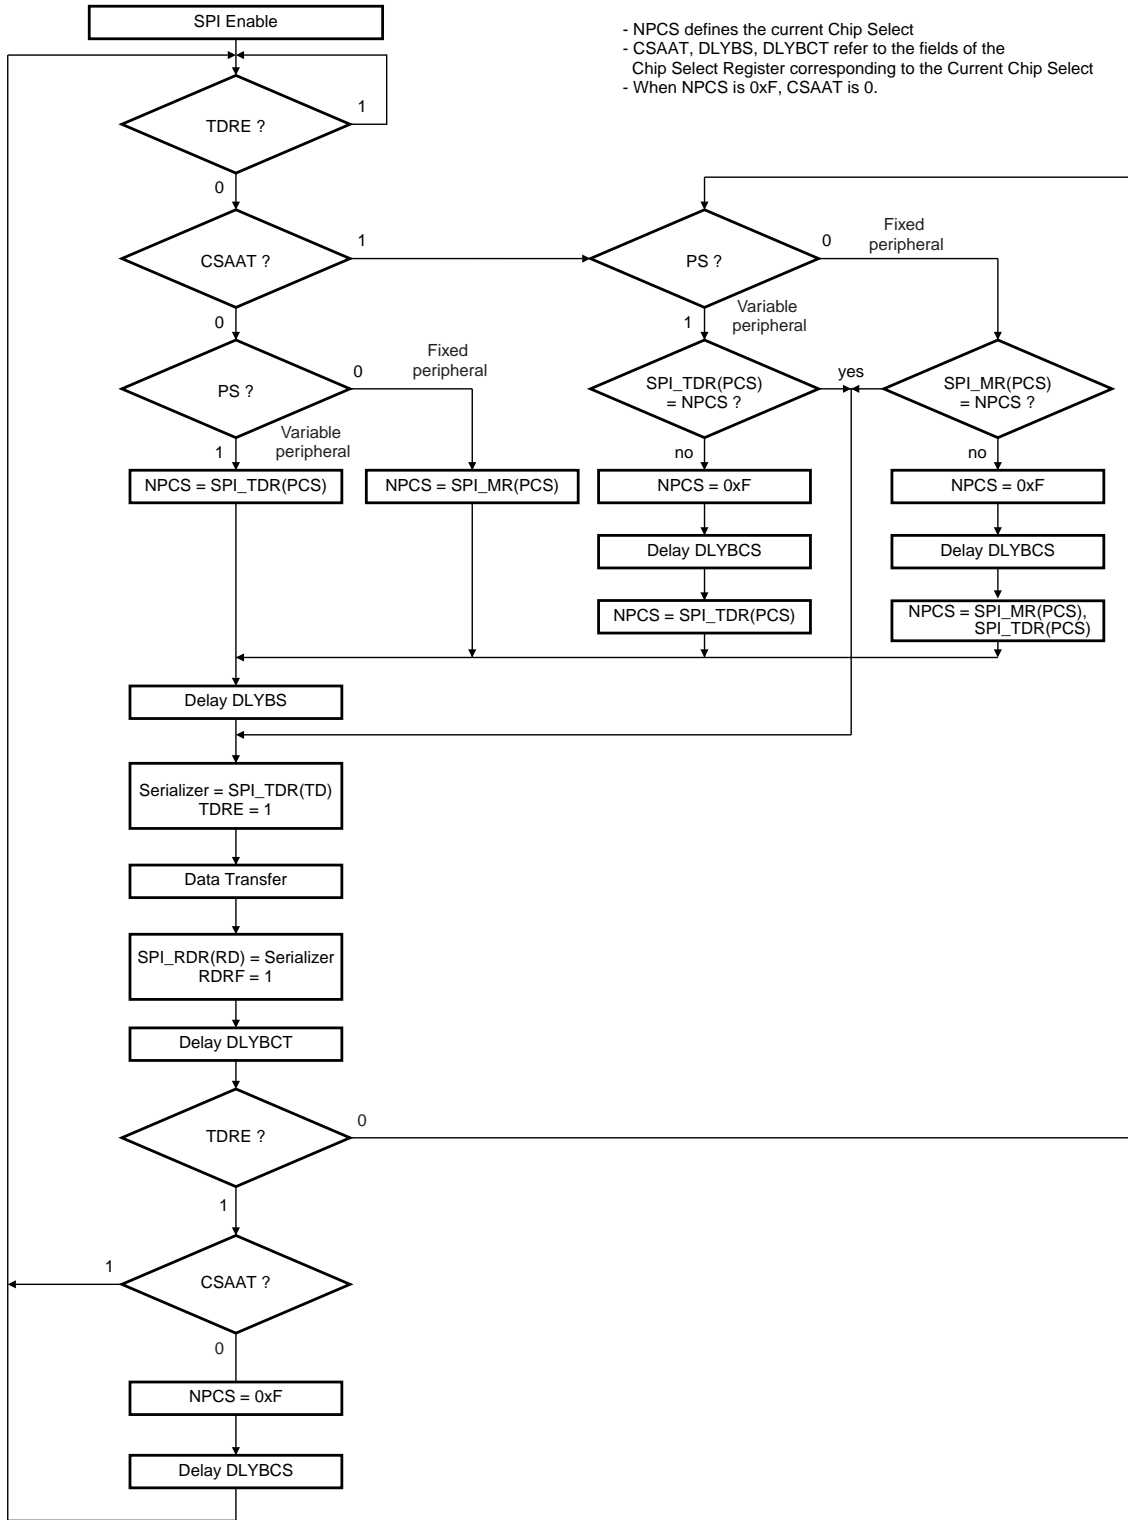 SPI Enable
- NPCS defines the current Chip Select
- CSAAT, DLYBS, DLYBCT refer to the fields of the
Chip Select Register corresponding to the Current Chip Select
- When NPCS is 0xF, CSAAT is 0.
TDRE ?
1
0
CSAAT ?
1
0
PS ?
0
Fixed
peripheral
1
Variable
peripheral
NPCS = SPI_TDR(PCS)
NPCS = SPI_MR(PCS)
PS ?
0
Fixed
peripheral
1
Variable
peripheral
SPI_TDR(PCS)
= NPCS ?
yes
SPI_MR(PCS)
= NPCS ?
no
no
NPCS = 0xF
NPCS = 0xF
Delay DLYBCS
Delay DLYBCS
NPCS = SPI_TDR(PCS)
NPCS = SPI_MR(PCS),
SPI_TDR(PCS)
Delay DLYBS
Serializer = SPI_TDR(TD)
TDRE = 1
Data Transfer
SPI_RDR(RD) = Serializer
RDRF = 1
Delay DLYBCT
TDRE ?
0
1
CSAAT ?
1
0
NPCS = 0xF
Delay DLYBCS